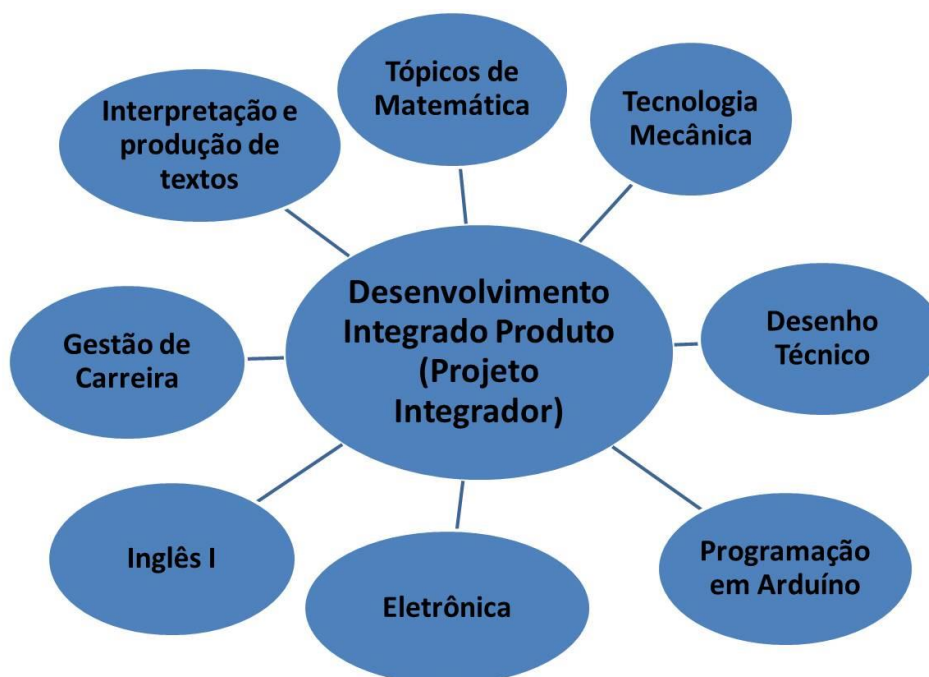 Tópicos de
Matemática
Tecnologia
Mecânica
Interpretação e
produção de
textos
Desenvolvimento
Integrado Produto
(Projeto
Integrador)
Desenho
Técnico
Gestão de
Carreira
Inglês I
Eletrônica
Programação
em Arduíno